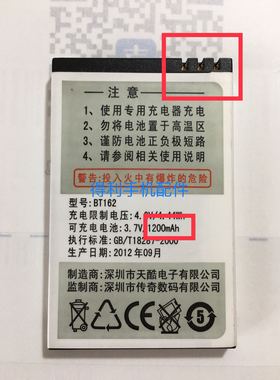 注意
1、使用专用充电器充电
2、勿将电池置于高温区
3、谨防电池正负极短路
4、请参阅相关使用说明
警告:投入火中有爆炸的危险
得利手机配件
型号: BT162
充电限制电压: 4.2V/4.44Wh
可充电电池: 3.7V/1200mAh
执行标准: GB/T18287-2000
生产日期: 2012年09月
制造商:深圳市天酷电子有限公司
监制商:深圳市传奇数码有限公司
5